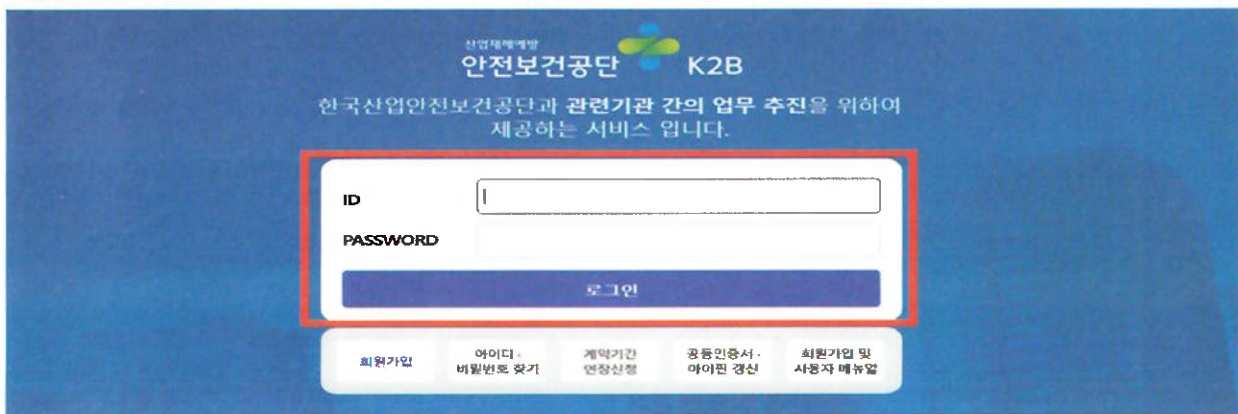 산업재해예방
안전보건공단 K2B
한국산업안전보건공단과 관련기관 간의 업무 추진을 위하여
제공하는 서비스 입니다.
ID
PASSWORD
로그인
회원가입
아이디 ·
비밀번호 찾기
계약기간
연장신청
공동인증서 ·
아이핀 갱신
회원가입 및
사용자 메뉴얼